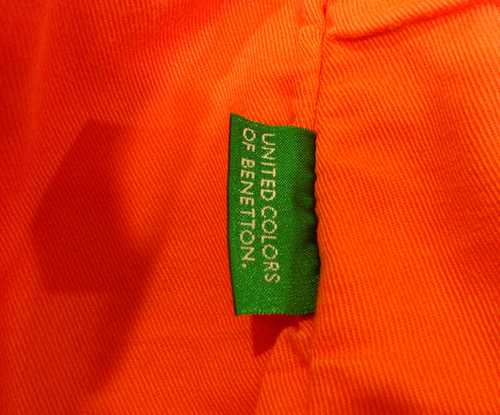 UNITED COLORS
OF BENETTON.